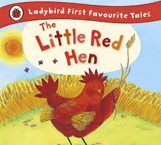 Ladybird First Favourite Tales
The
Little Red
Hen